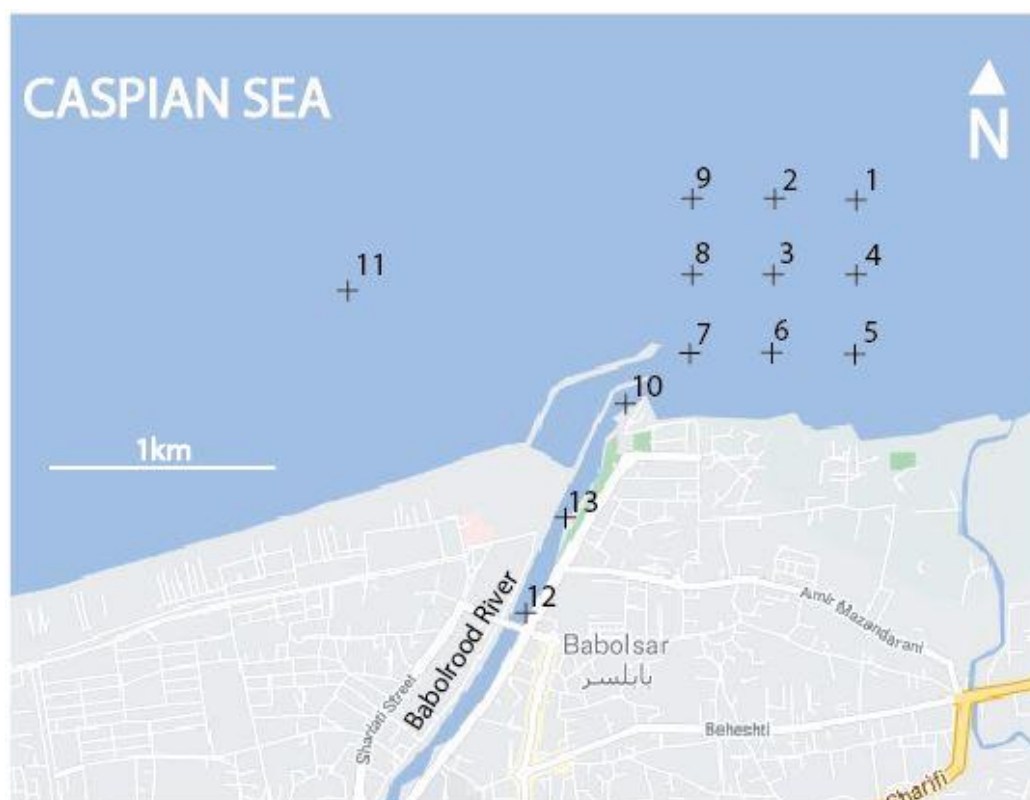 CASPIAN SEA
N
9
2
1
8
3
4
11
7
6
5
10
1km
13
12
Babolrood River
Amir Mazandarani
Babolsar
بابلسر
Shariati Street
Beheshti
Sharifi